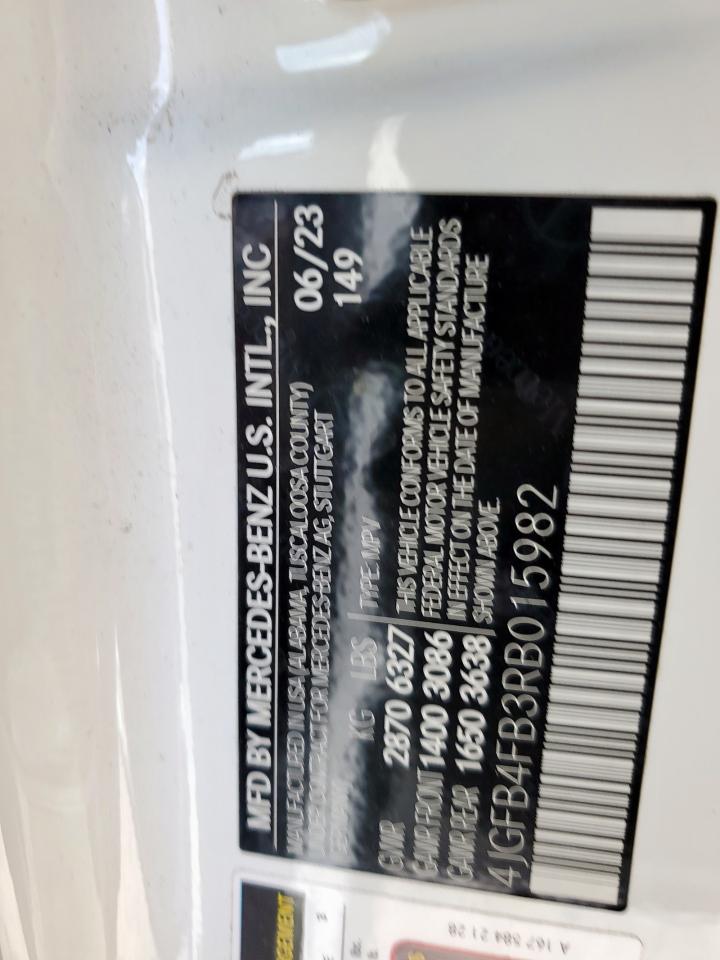 MFD BY MERCEDES-BENZ U.S. INTL., INC
MANUFACTURED IN USA (ALABAMA, TUSCALOOSA COUNTY) 06/23
UNDER CONTRACT FOR MERCEDES-BENZ AG, STUTTGART 149
GERMANY
KG LBS TYPE: MPV
GVWR 2870 6327 THIS VEHICLE CONFORMS TO ALL APPLICABLE
GAWR FRONT 1400 3086 FEDERAL MOTOR VEHICLE SAFETY STANDARDS
GAWR REAR 1650 3638 IN EFFECT ON THE DATE OF MANUFACTURE
SHOWN ABOVE
4JGFB4FB3RB015982
A 167 584 21 28